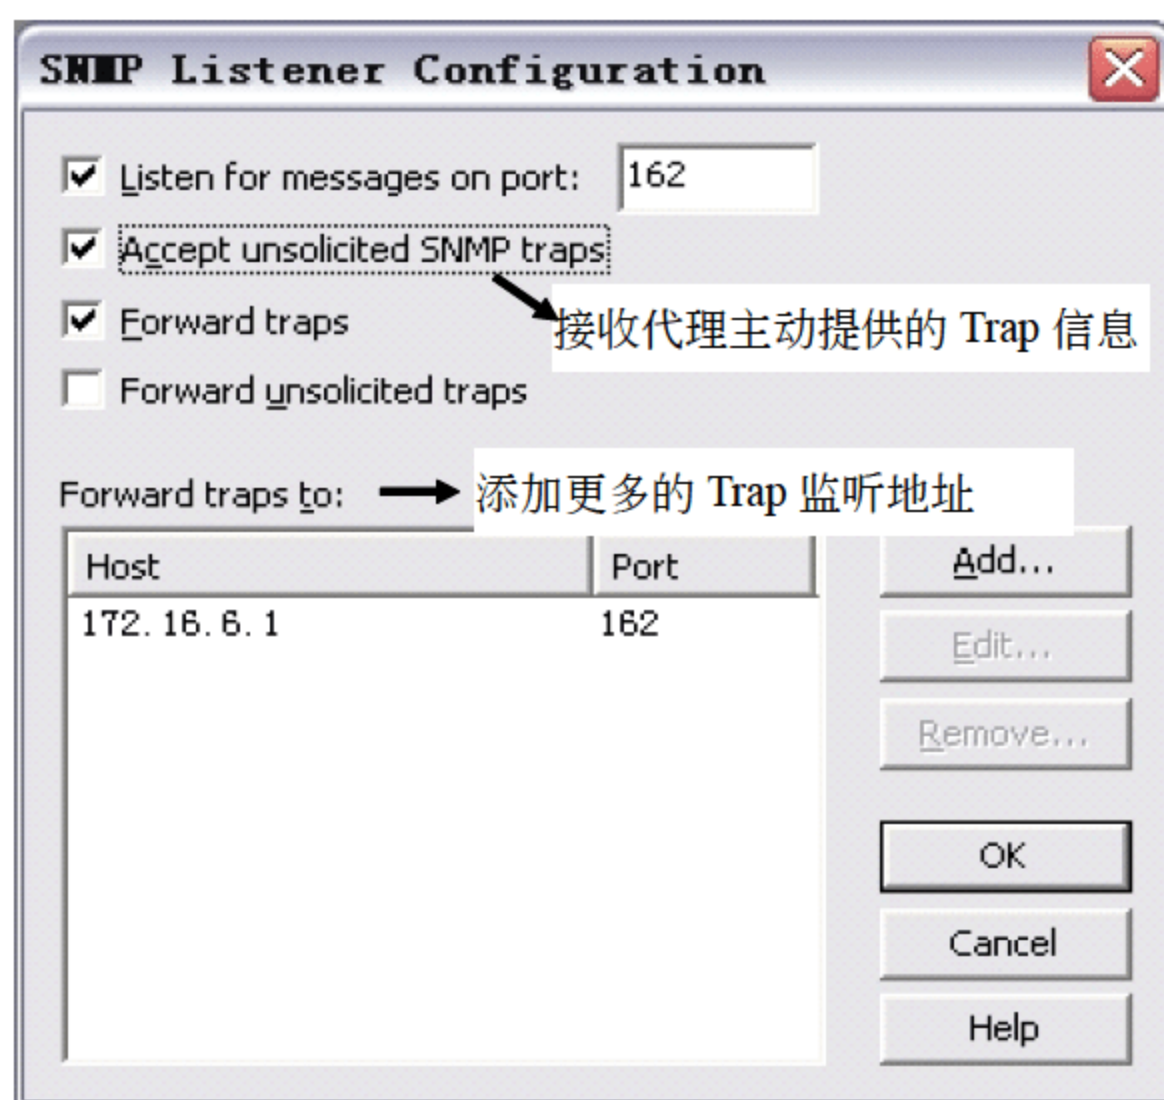 SNMP Listener Configuration
Listen for messages on port: 162
Accept unsolicited SNMP traps
接收代理主动提供的 Trap 信息
Forward traps
Forward unsolicited traps
Forward traps to:
添加更多的 Trap 监听地址
Host Port
172.16.6.1 162
Add...
Edit...
Remove...
OK
Cancel
Help